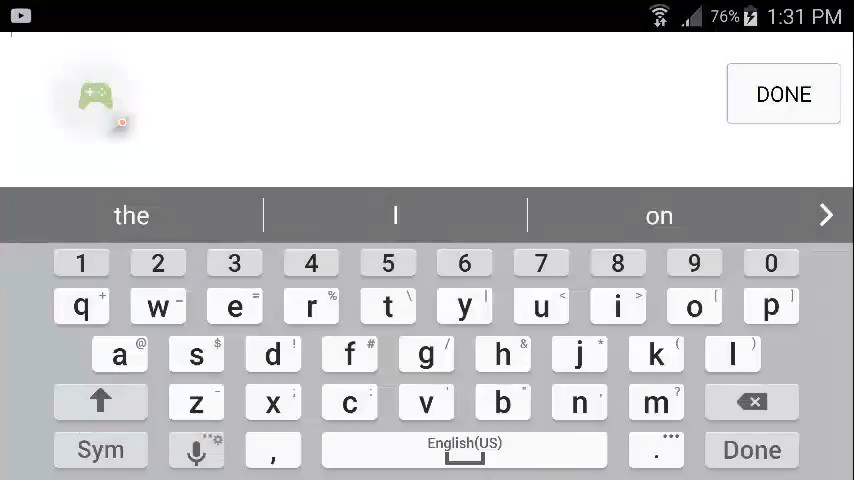 76% 1:31 PM
DONE
the I on
1 2 3 4 5 6 7 8 9 0
q + w - e = r % t \ y | u < i > o [ p ]
a @ s $ d ! f # g / h & j * k ( l )
z - x ; c : v ' b " n , m ?
Sym , English(US) . Done